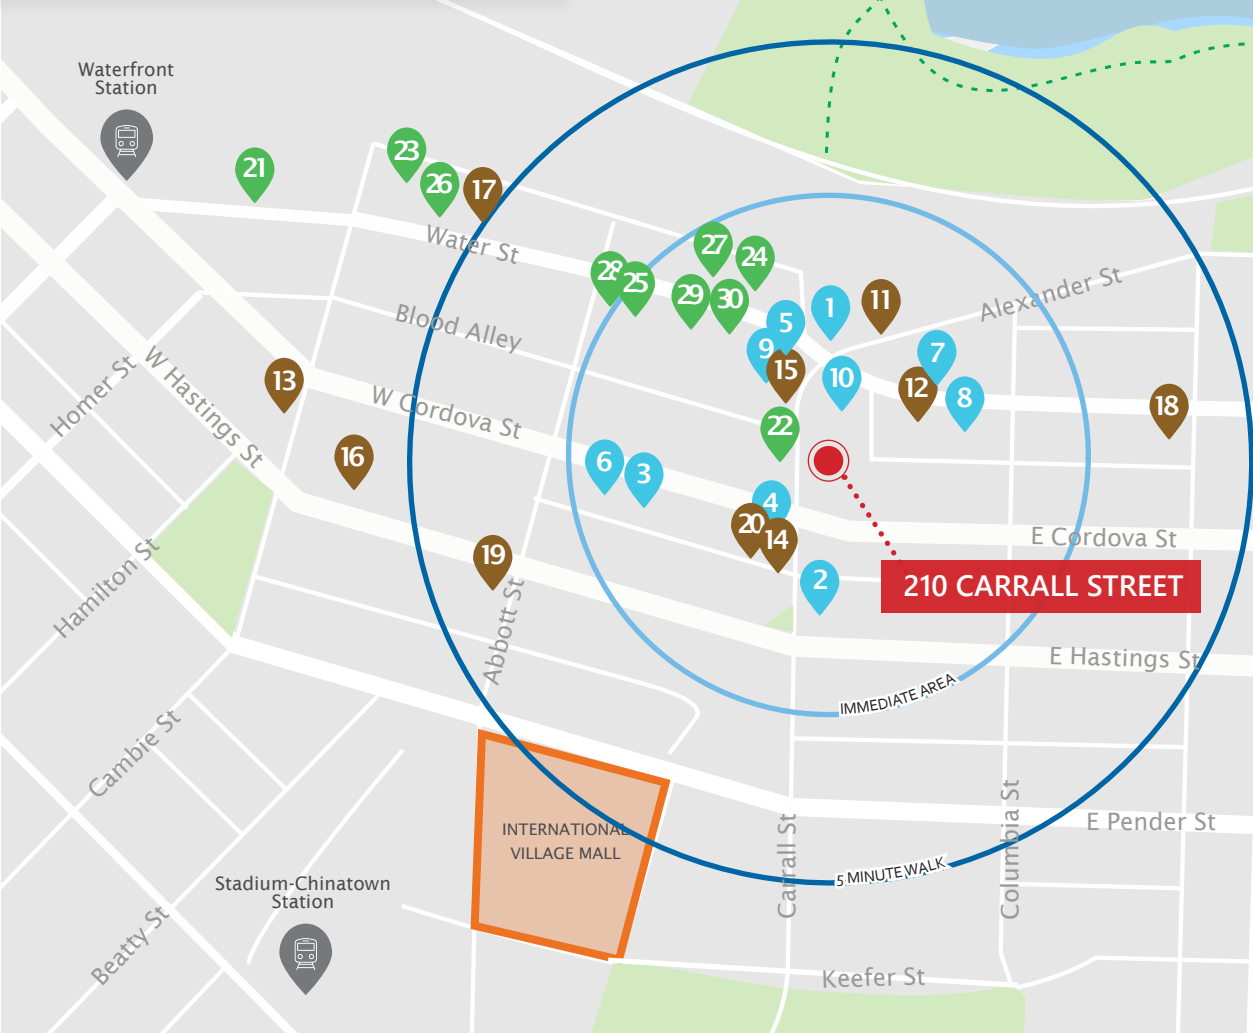 Waterfront
Station
21
23
26
17
Water St
28
25
27
24
29
30
5
1
11
Alexander St
9
15
10
7
12
8
18
Blood Alley
Homer St
W Hastings St
13
W Cordova St
16
22
6
3
4
20
14
E Cordova St
19
2
210 CARRALL STREET
Hamilton St
Abbott St
E Hastings St
IMMEDIATE AREA
Cambie St
INTERNATIONAL
VILLAGE MALL
Carrall St
Columbia St
E Pender St
5 MINUTE WALK
Stadium-Chinatown
Station
Beatty St
Keefer St